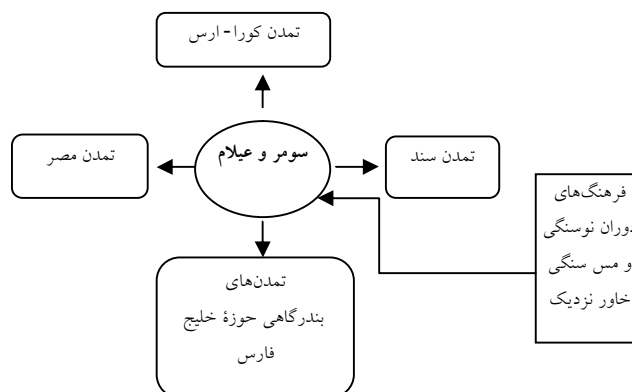 تمدن کورا - ارس
سومر و عیلام
تمدن مصر
تمدن سند
فرهنگ‌های
دوران نوسنگی
و مس سنگی
خاور نزدیک
تمدن‌های
بندرگاهی حوزهٔ خلیج
فارس